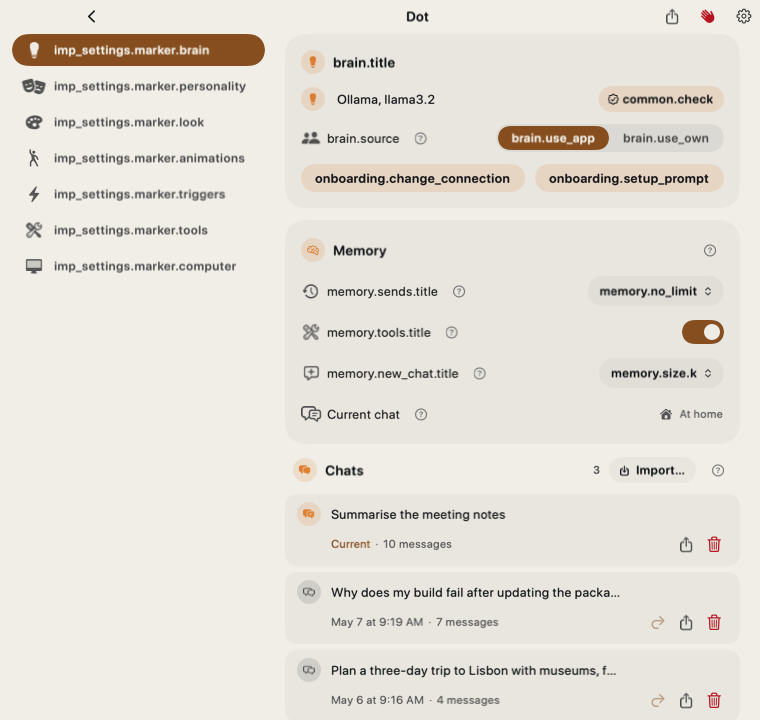 Dot
imp_settings.marker.brain
imp_settings.marker.personality
imp_settings.marker.look
imp_settings.marker.animations
imp_settings.marker.triggers
imp_settings.marker.tools
imp_settings.marker.computer
brain.title
Ollama, llama3.2
common.check
brain.source
brain.use_app
brain.use_own
onboarding.change_connection
onboarding.setup_prompt
Memory
memory.sends.title
memory.no_limit
memory.tools.title
memory.new_chat.title
memory.size.k
Current chat
At home
Chats
3
Import...
Summarise the meeting notes
Current · 10 messages
Why does my build fail after updating the packa...
May 7 at 9:19 AM · 7 messages
Plan a three-day trip to Lisbon with museums, f...
May 6 at 9:16 AM · 4 messages